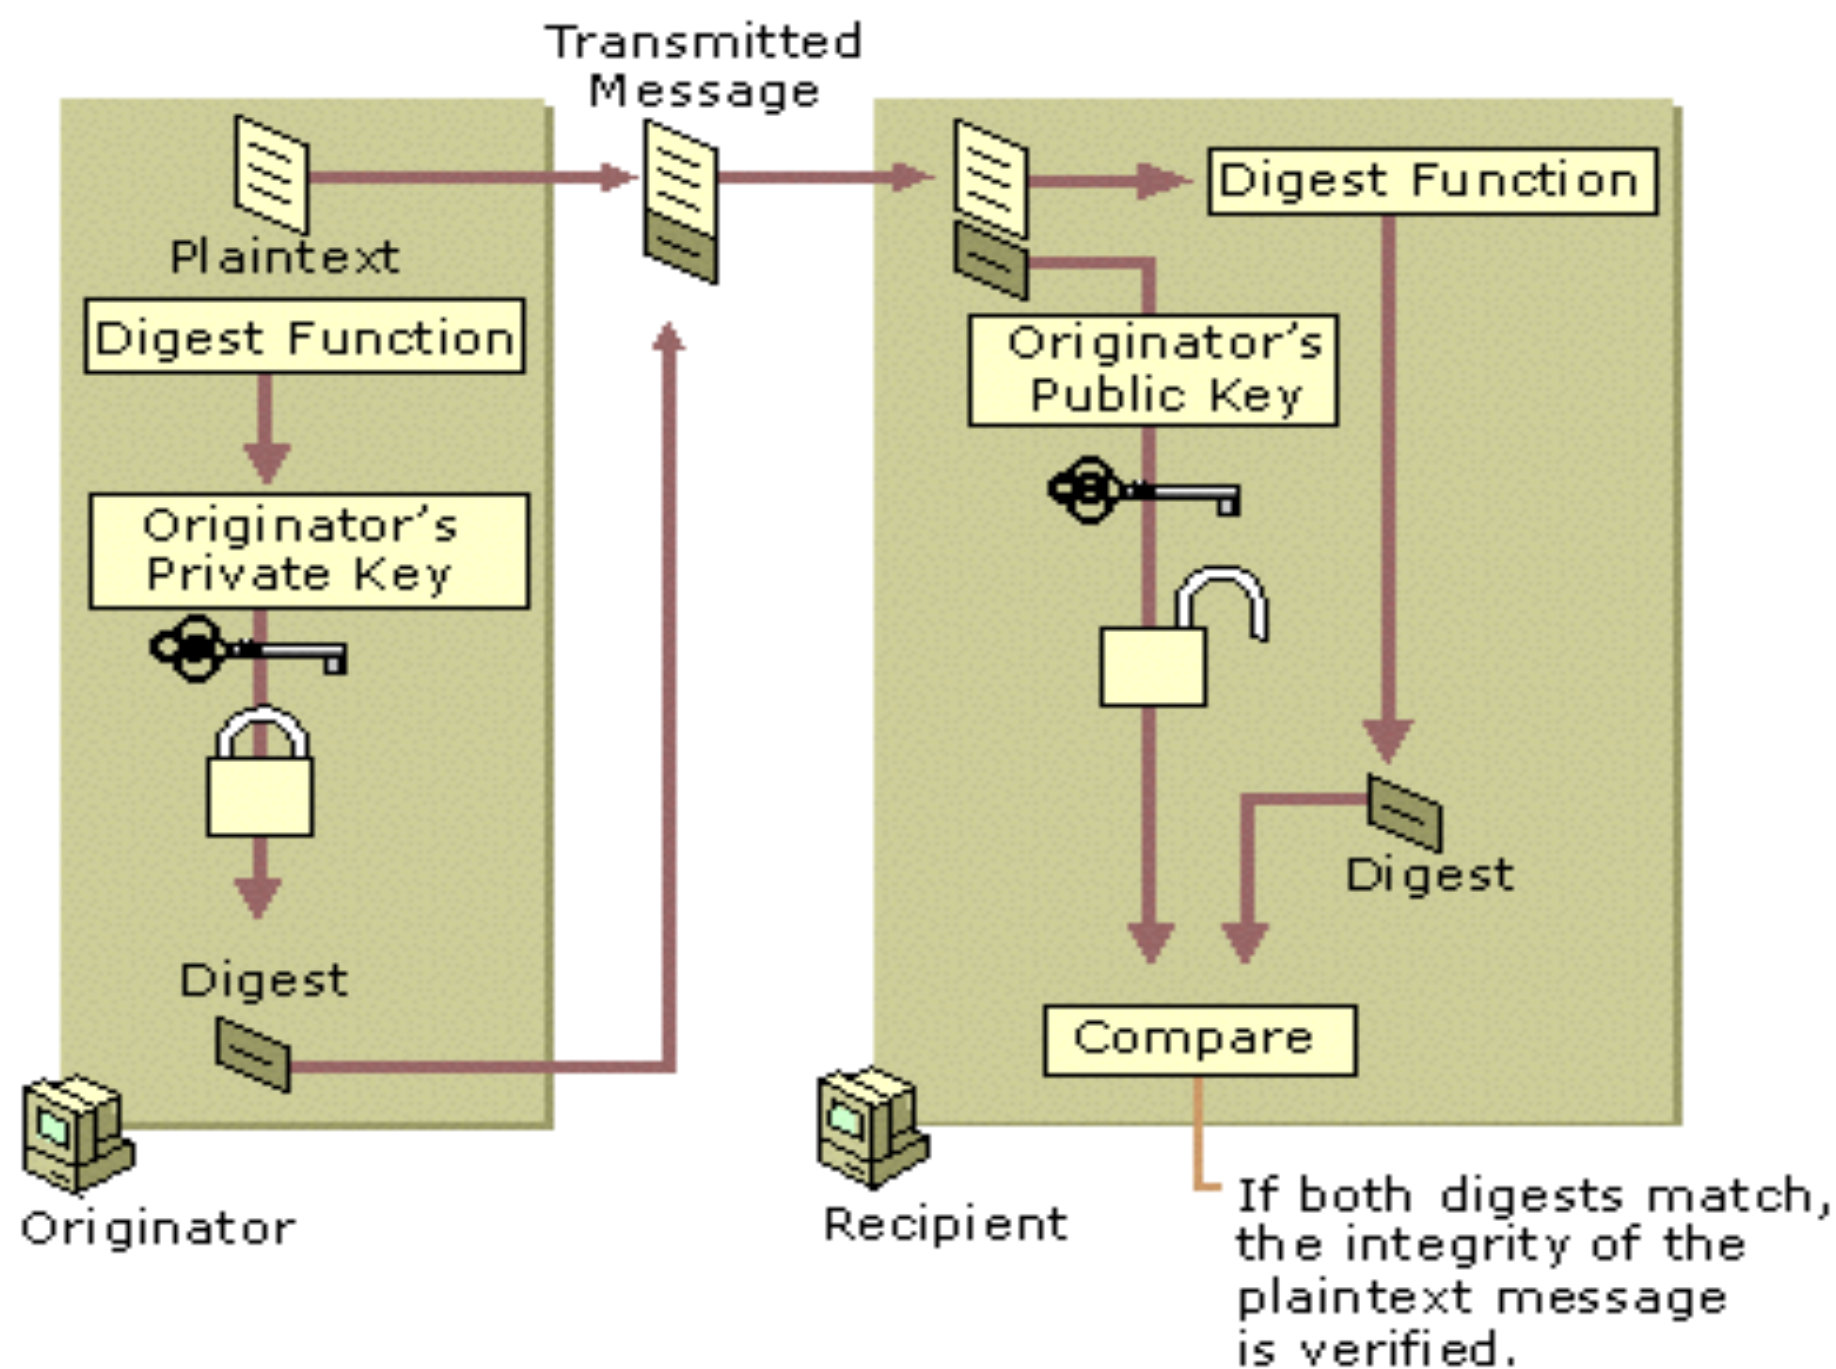 Transmitted
Message
Plaintext
Digest Function
Originator's
Private Key
Digest
Originator
Digest Function
Originator's
Public Key
Digest
Compare
Recipient
If both digests match,
the integrity of the
plaintext message
is verified.